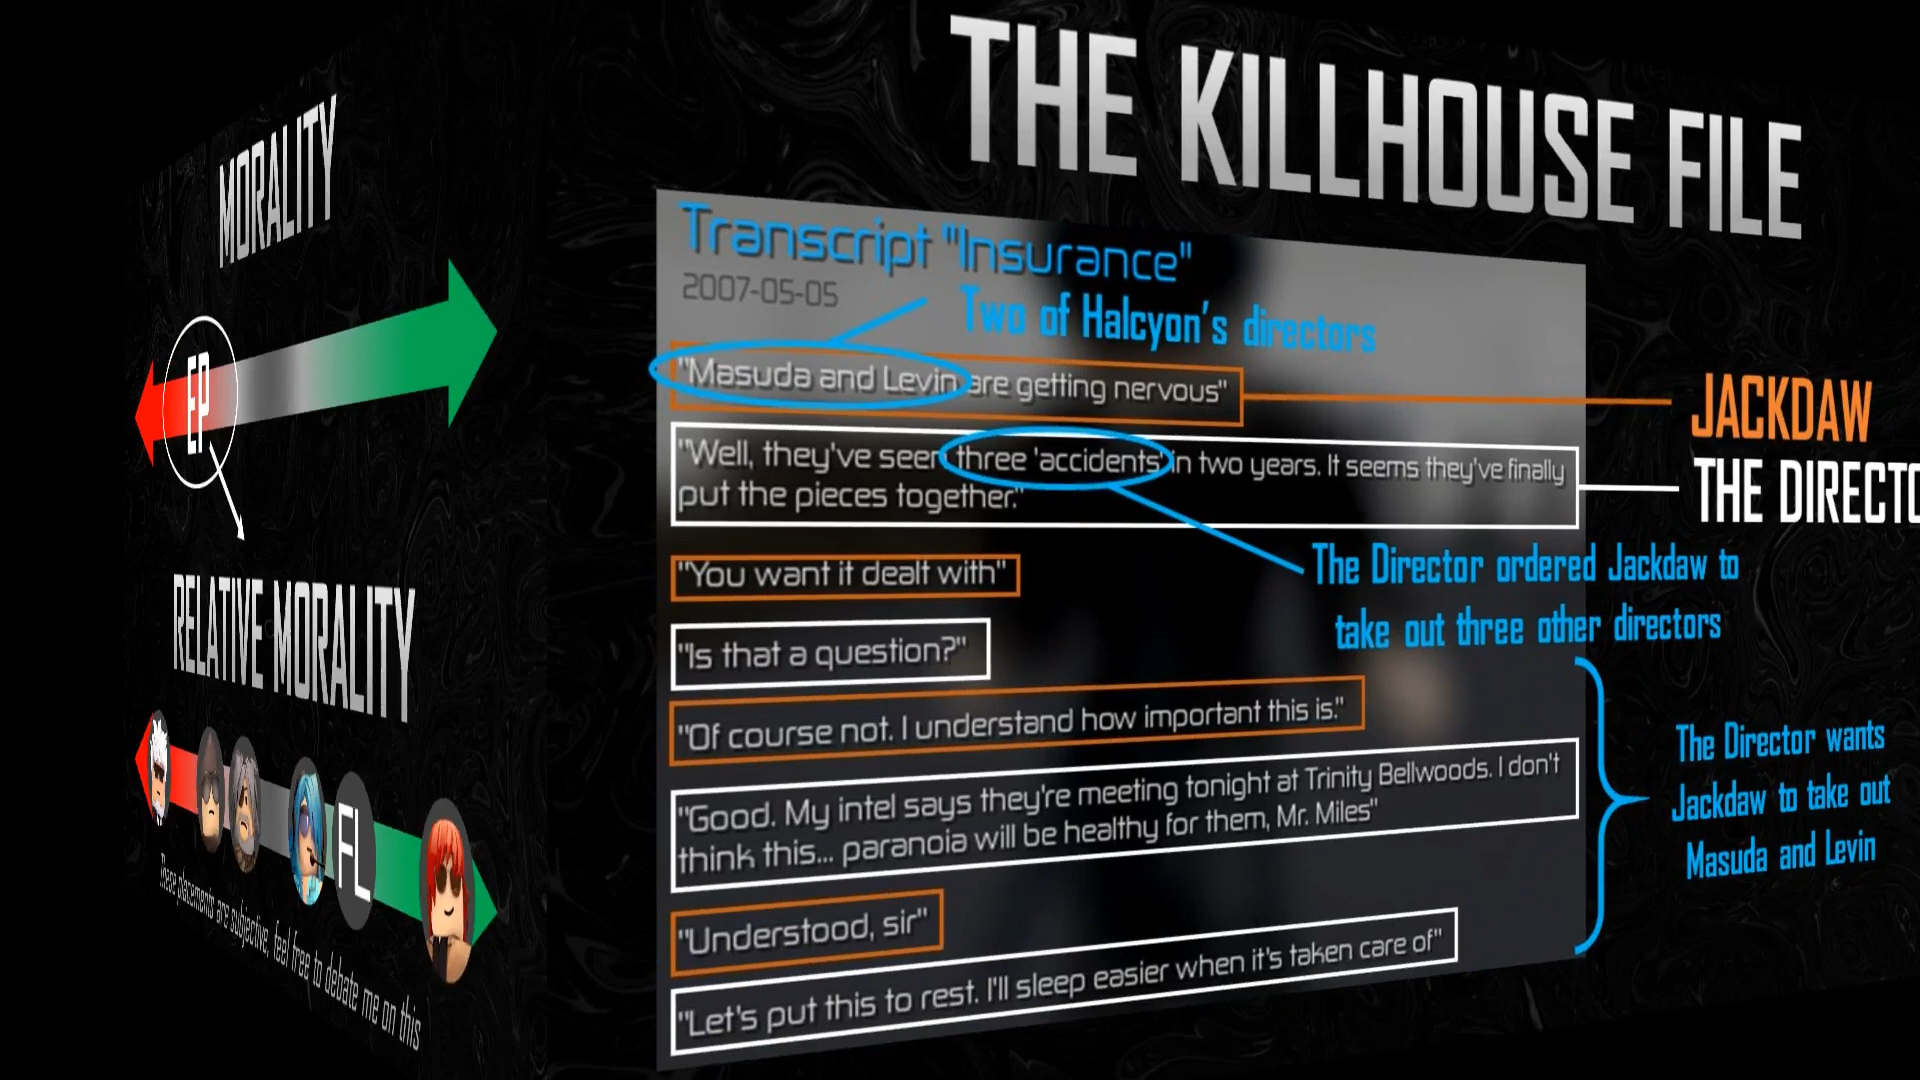 MORALITY
EP
RELATIVE MORALITY
FL
These placements are subjective, feel free to debate me on this
THE KILLHOUSE FILE
Transcript "Insurance"
2007-05-05
Two of Halcyon's directors
"Masuda and Levin are getting nervous"
JACKDAW
"Well, they've seen three 'accidents' in two years. It seems they've finally
put the pieces together."
THE DIRECTO
The Director ordered Jackdaw to
take out three other directors
"You want it dealt with"
"Is that a question?"
"Of course not. I understand how important this is."
"Good. My intel says they're meeting tonight at Trinity Bellwoods. I don't
think this... paranoia will be healthy for them, Mr. Miles"
"Understood, sir"
"Let's put this to rest. I'll sleep easier when it's taken care of"
The Director wants
Jackdaw to take out
Masuda and Levin